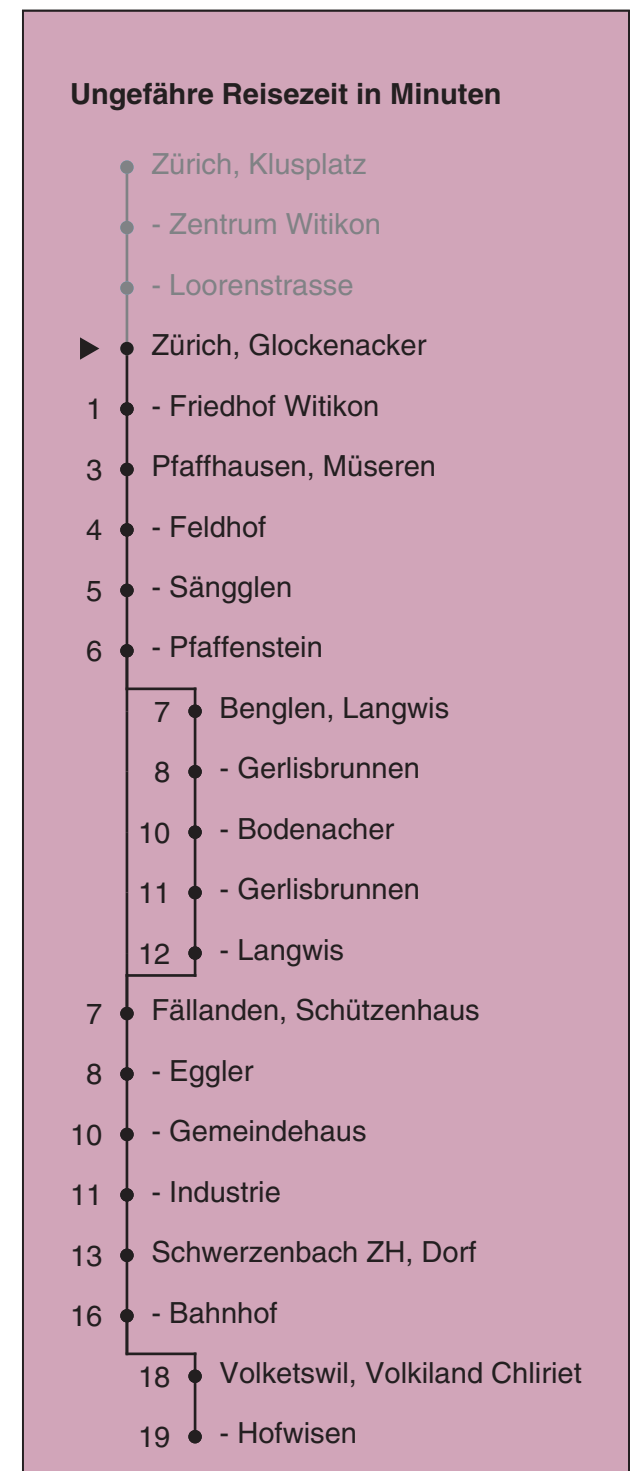 Ungefähre Reisezeit in Minuten
Zürich, Klusplatz
- Zentrum Witikon
- Loorenstrasse
Zürich, Glockenacker
1 - Friedhof Witikon
3 Pfaffhausen, Müseren
4 - Feldhof
5 - Sängglen
6 - Pfaffenstein
7 Benglen, Langwis
8 - Gerlisbrunnen
10 - Bodenacher
11 - Gerlisbrunnen
12 - Langwis
7 Fällanden, Schützenhaus
8 - Eggler
10 - Gemeindehaus
11 - Industrie
13 Schwerzenbach ZH, Dorf
16 - Bahnhof
18 Volketswil, Volkiland Chliriet
19 - Hofwisen